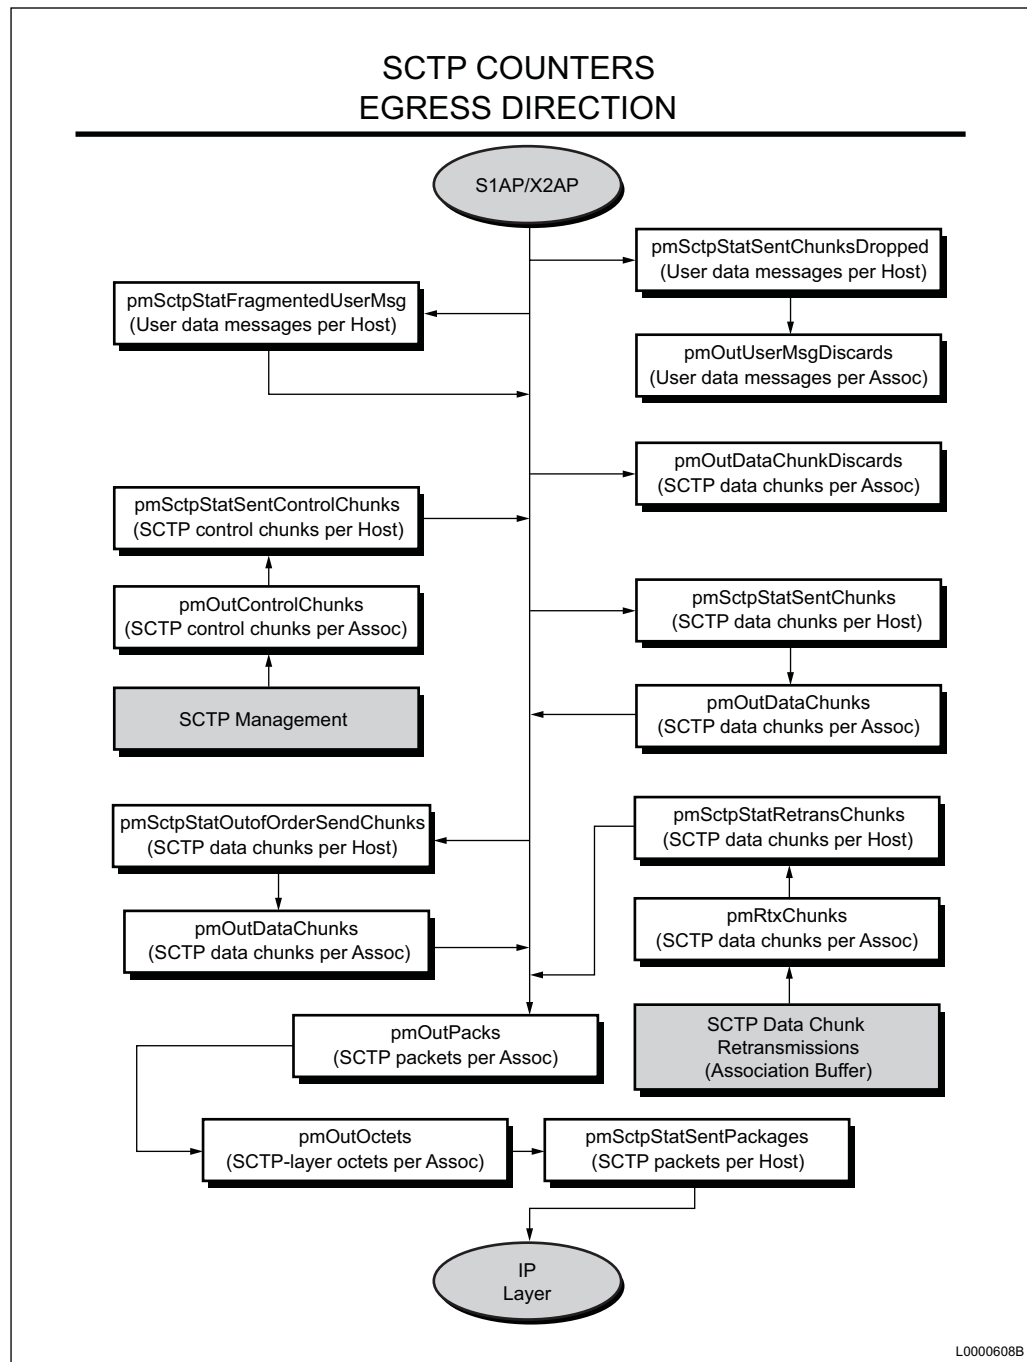 SCTP COUNTERS
EGRESS DIRECTION
S1AP/X2AP
pmSctpStatSentChunksDropped
(User data messages per Host)
pmSctpStatFragmentedUserMsg
(User data messages per Host)
pmOutUserMsgDiscards
(User data messages per Assoc)
pmOutDataChunkDiscards
(SCTP data chunks per Assoc)
pmSctpStatSentControlChunks
(SCTP control chunks per Host)
pmOutControlChunks
(SCTP control chunks per Assoc)
pmSctpStatSentChunks
(SCTP data chunks per Host)
SCTP Management
pmOutDataChunks
(SCTP data chunks per Assoc)
pmSctpStatOutofOrderSendChunks
(SCTP data chunks per Host)
pmSctpStatRetransChunks
(SCTP data chunks per Host)
pmOutDataChunks
(SCTP data chunks per Assoc)
pmRtxChunks
(SCTP data chunks per Assoc)
pmOutPacks
(SCTP packets per Assoc)
SCTP Data Chunk
Retransmissions
(Association Buffer)
pmOutOctets
(SCTP-layer octets per Assoc)
pmSctpStatSentPackages
(SCTP packets per Host)
IP
Layer
L0000608B